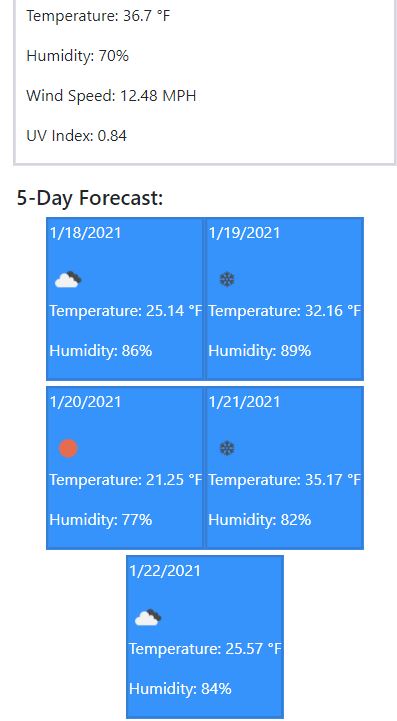 Temperature: 36.7 °F
Humidity: 70%
Wind Speed: 12.48 MPH
UV Index: 0.84
5-Day Forecast:
1/18/2021
Temperature: 25.14 °F
Humidity: 86%
1/19/2021
Temperature: 32.16 °F
Humidity: 89%
1/20/2021
Temperature: 21.25 °F
Humidity: 77%
1/21/2021
Temperature: 35.17 °F
Humidity: 82%
1/22/2021
Temperature: 25.57 °F
Humidity: 84%